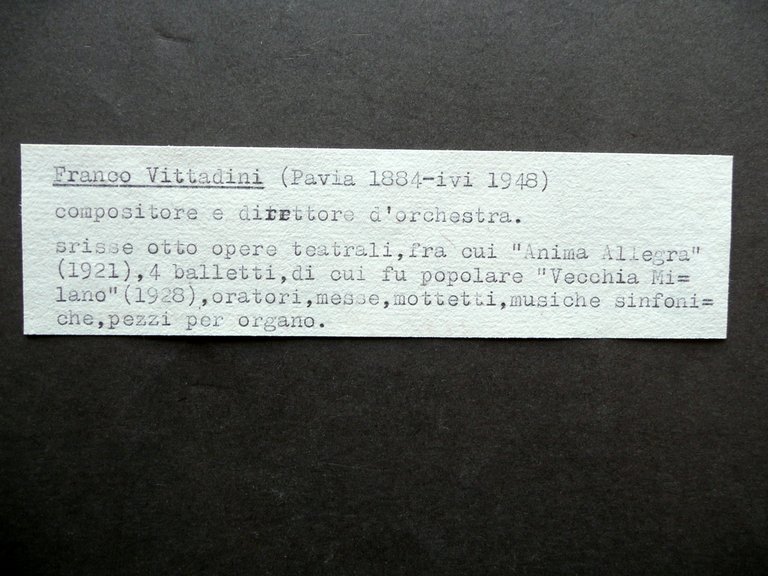 Franco Vittadini (Pavia 1884-ivi 1948)
compositore e dirrttore d'orchestra.
srisse otto opere teatrali,fra cui "Anima Allegra"
(1921),4 balletti,di cui fu popolare "Vecchia Mi=
lano"(1928),oratori,messe,mottetti,musiche sinfoni=
che,pezzi per organo.